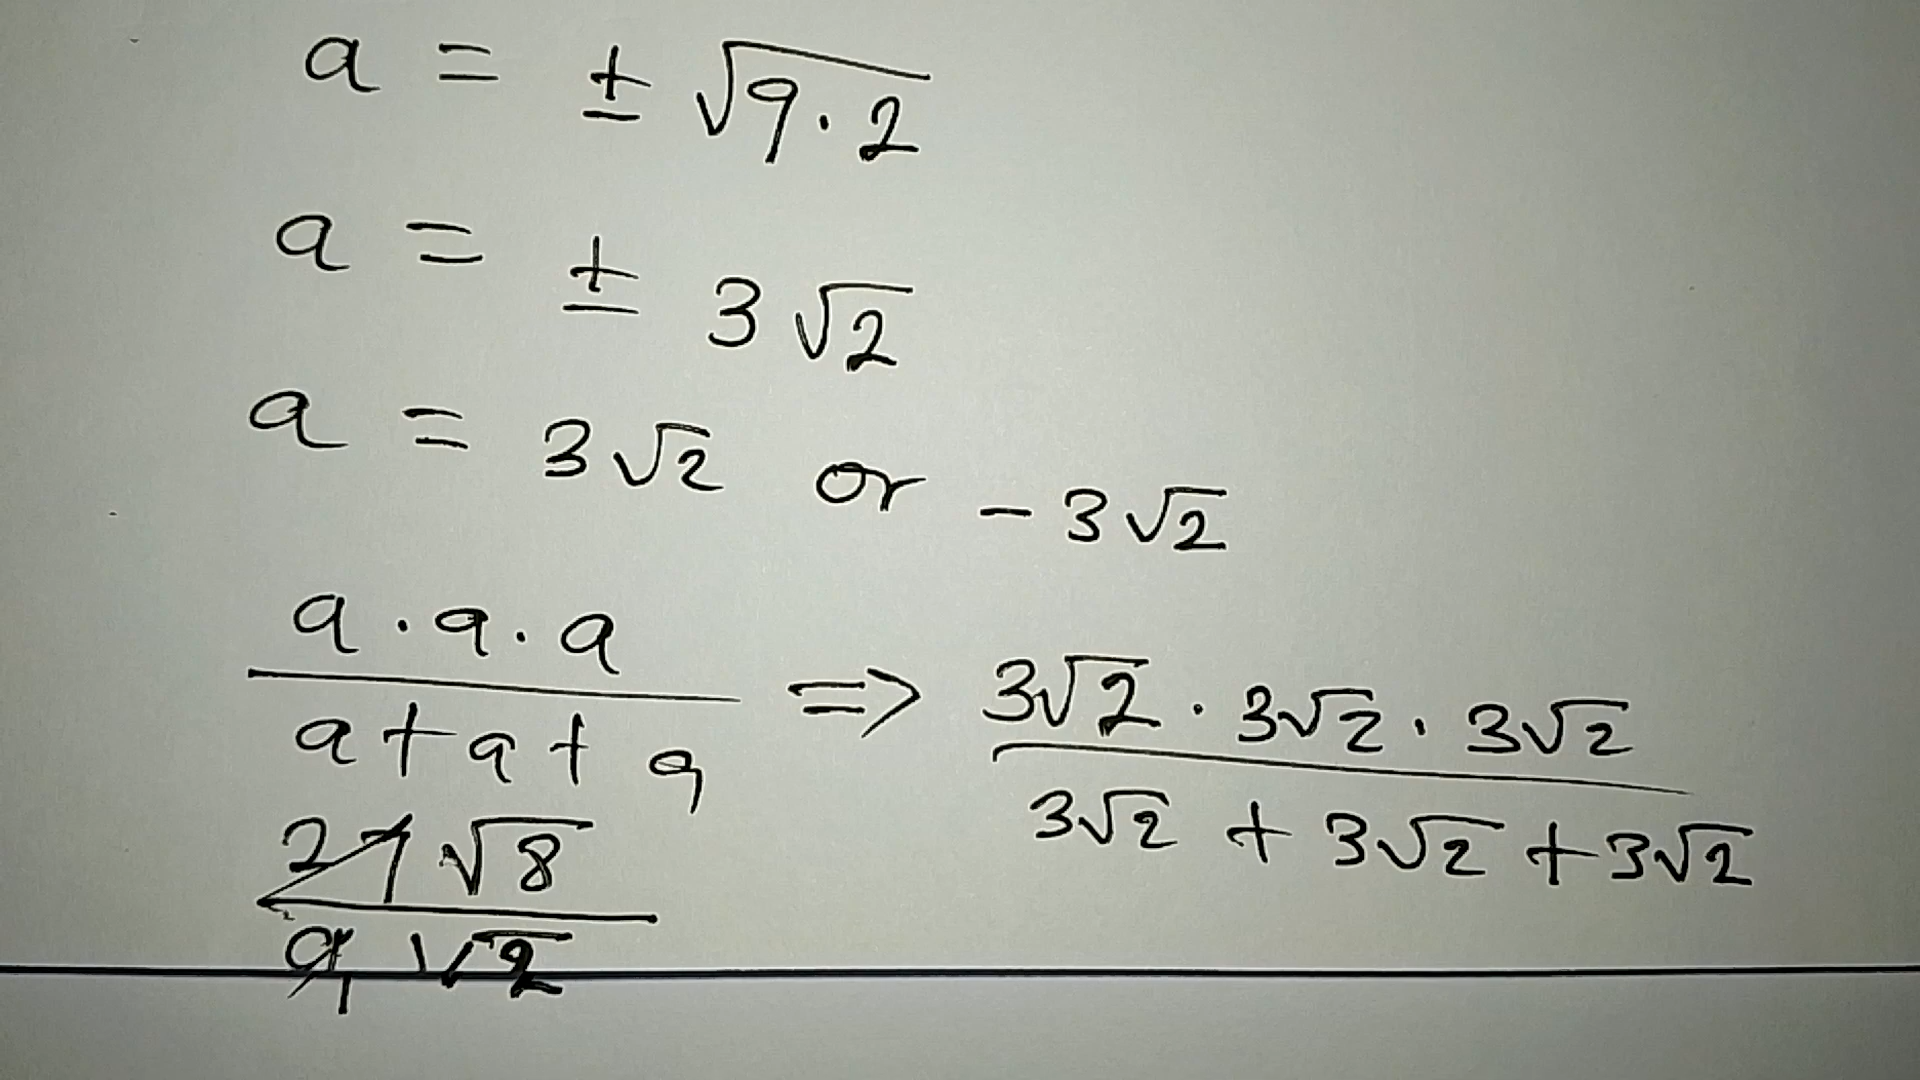 a = ± √9·2
a = ± 3√2
a = 3√2 or -3√2
a·a·a / a+a+a => 3√2·3√2·3√2 / 3√2+3√2+3√2
27√8 / 9√2